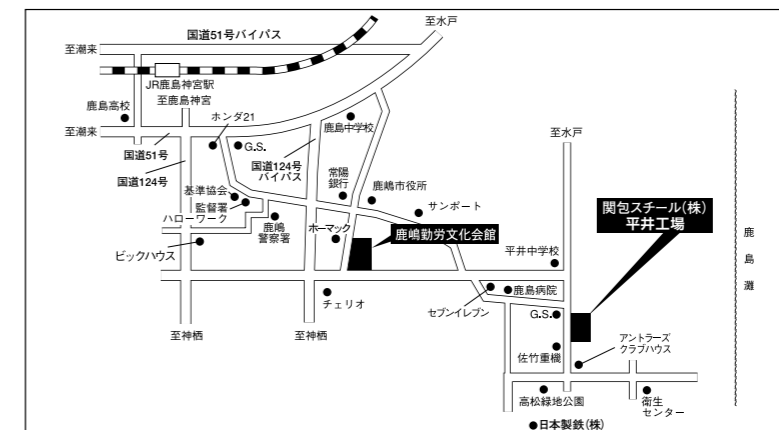 国道51号バイパス
至水戸
至潮来
JR鹿島神宮駅
至鹿島神宮
鹿島高校
ホンダ21
鹿島中学校
至潮来
G.S.
至水戸
国道51号
国道124号
バイパス
国道124号
常陽
銀行
鹿嶋市役所
基準協会
監督署
サンポート
関包スチール(株)
平井工場
ハローワーク
鹿嶋
警察署
ホーマック
鹿嶋勤労文化会館
鹿島灘
ビックハウス
平井中学校
チェリオ
セブンイレブン
鹿島病院
G.S.
至神栖
至神栖
アントラーズ
クラブハウス
佐竹重機
高松緑地公園
衛生
センター
日本製鉄(株)